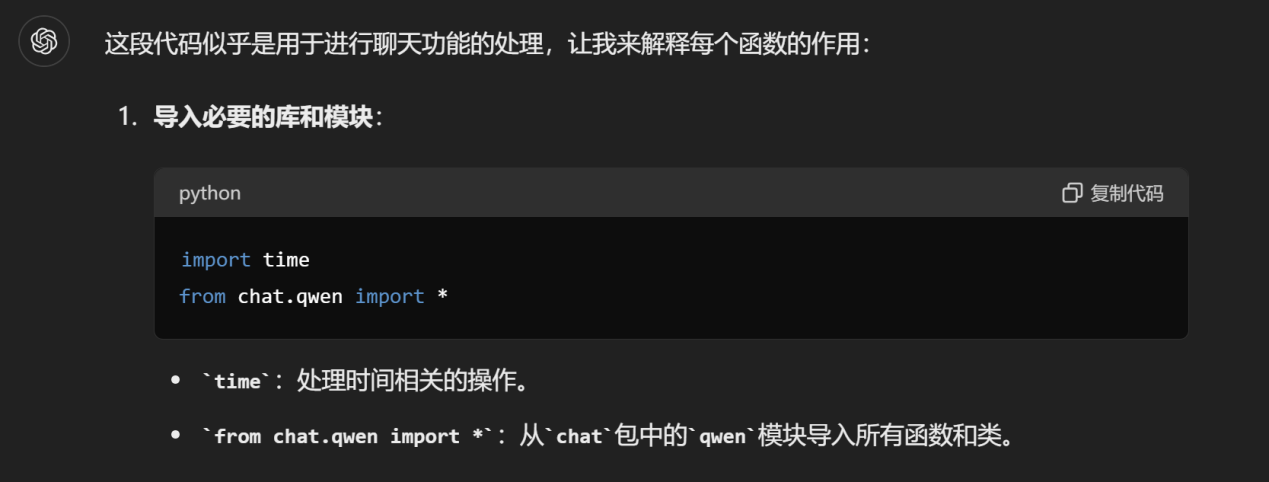 这段代码似乎是用于进行聊天功能的处理，让我来解释每个函数的作用：
1. 导入必要的库和模块：
python 复制代码
import time
from chat.qwen import *
• `time`：处理时间相关的操作。
• `from chat.qwen import *`：从`chat`包中的`qwen`模块导入所有函数和类。